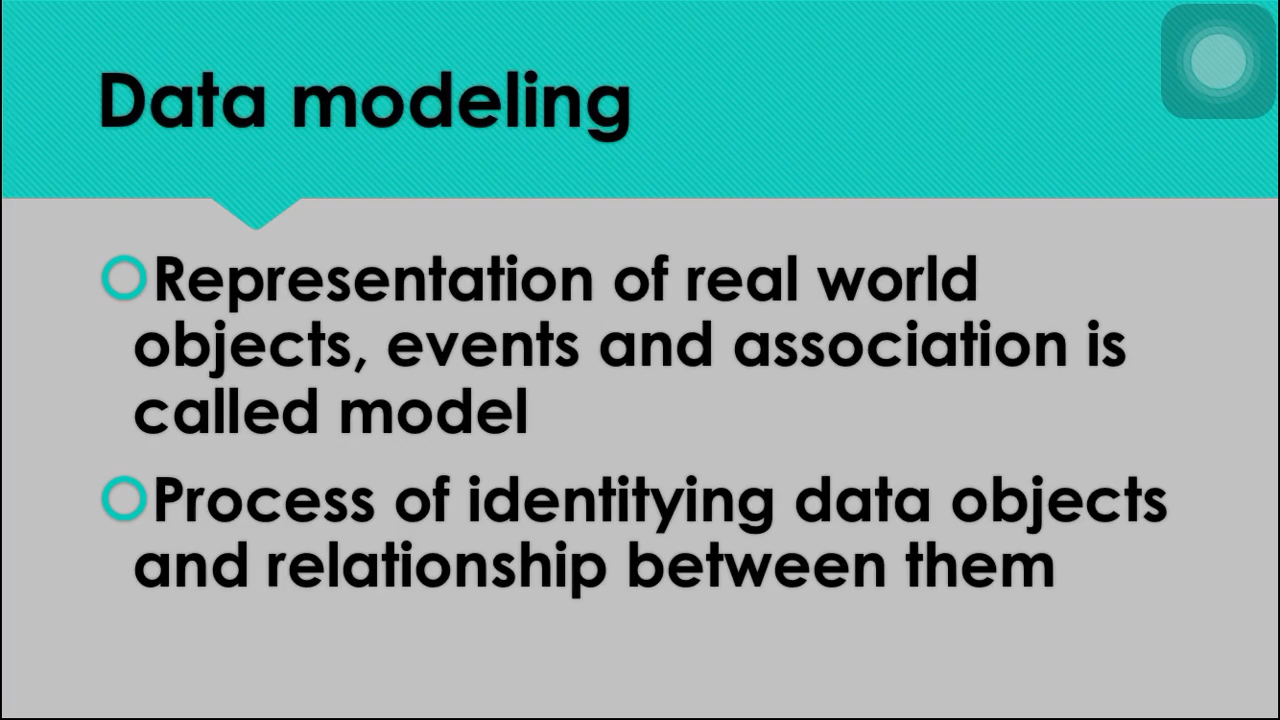 Data modeling
Representation of real world
objects, events and association is
called model
Process of identitying data objects
and relationship between them